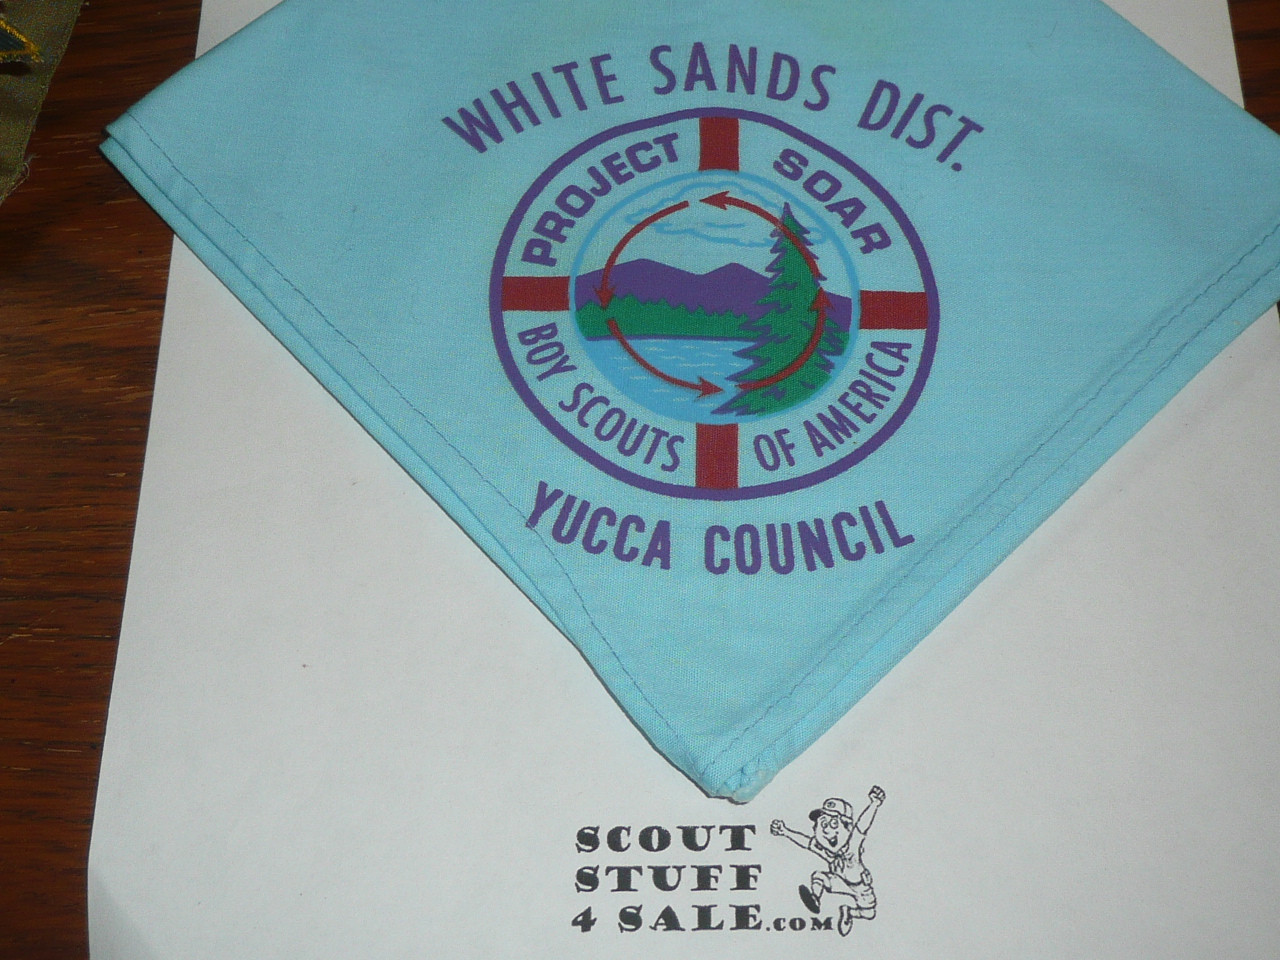 WHITE SANDS DIST.
PROJECT SOAR
BOY SCOUTS OF AMERICA
YUCCA COUNCIL
SCOUT
STUFF
4 SALE.COM